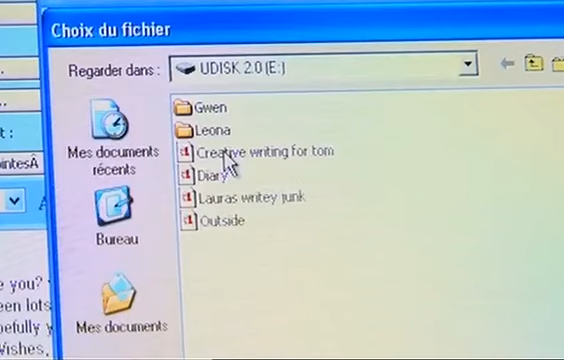 Choix du fichier
Regarder dans :
UDISK 2.0 (E:)
Gwen
Leona
Creative writing for tom
Diary
Lauras writey junk
Outside
Mes documents
récents
Bureau
Mes documents
t :
ointesÂ
e you?
een lots
pefully y
Wishes,